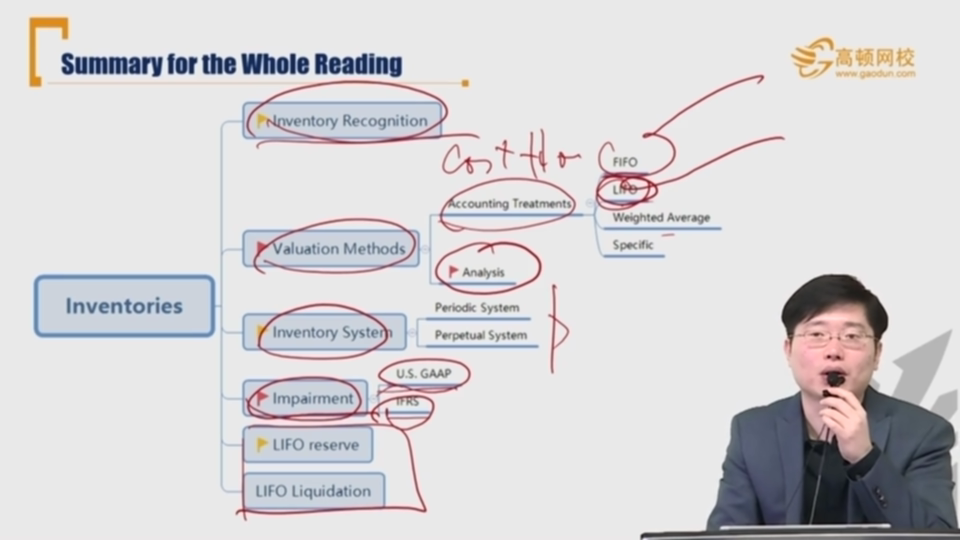 Summary for the Whole Reading
高顿网校
www.gaodun.com
Inventory Recognition
Cost Flow
FIFO
LIFO
Accounting Treatments
Weighted Average
Valuation Methods
Specific
Analysis
Inventories
Periodic System
Inventory System
Perpetual System
U.S. GAAP
Impairment
IFRS
LIFO reserve
LIFO Liquidation